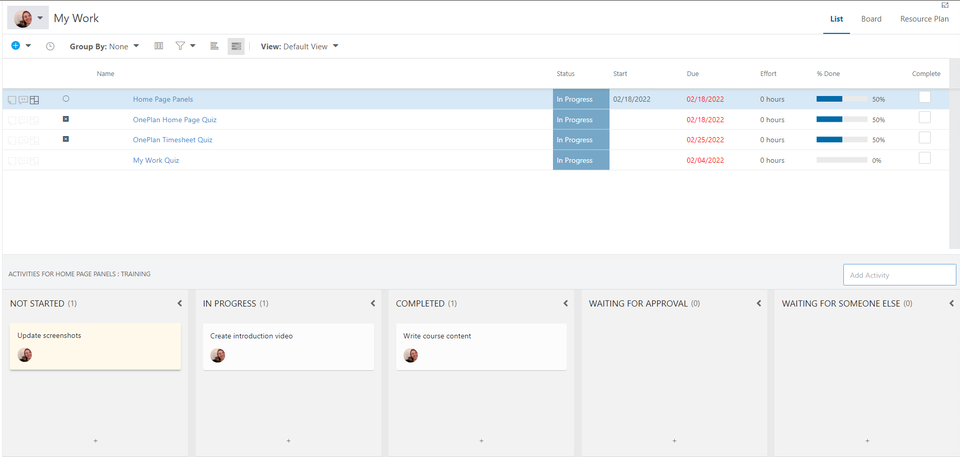 My Work
List Board Resource Plan
Group By: None View: Default View
Name Status Start Due Effort % Done Complete
Home Page Panels In Progress 02/18/2022 02/18/2022 0 hours 50%
OnePlan Home Page Quiz In Progress 02/18/2022 0 hours 50%
OnePlan Timesheet Quiz In Progress 02/25/2022 0 hours 50%
My Work Quiz In Progress 02/04/2022 0 hours 0%
ACTIVITIES FOR HOME PAGE PANELS : TRAINING Add Activity
NOT STARTED (1) IN PROGRESS (1) COMPLETED (1) WAITING FOR APPROVAL (0) WAITING FOR SOMEONE ELSE (0)
Update screenshots Create introduction video Write course content
+ + + + +